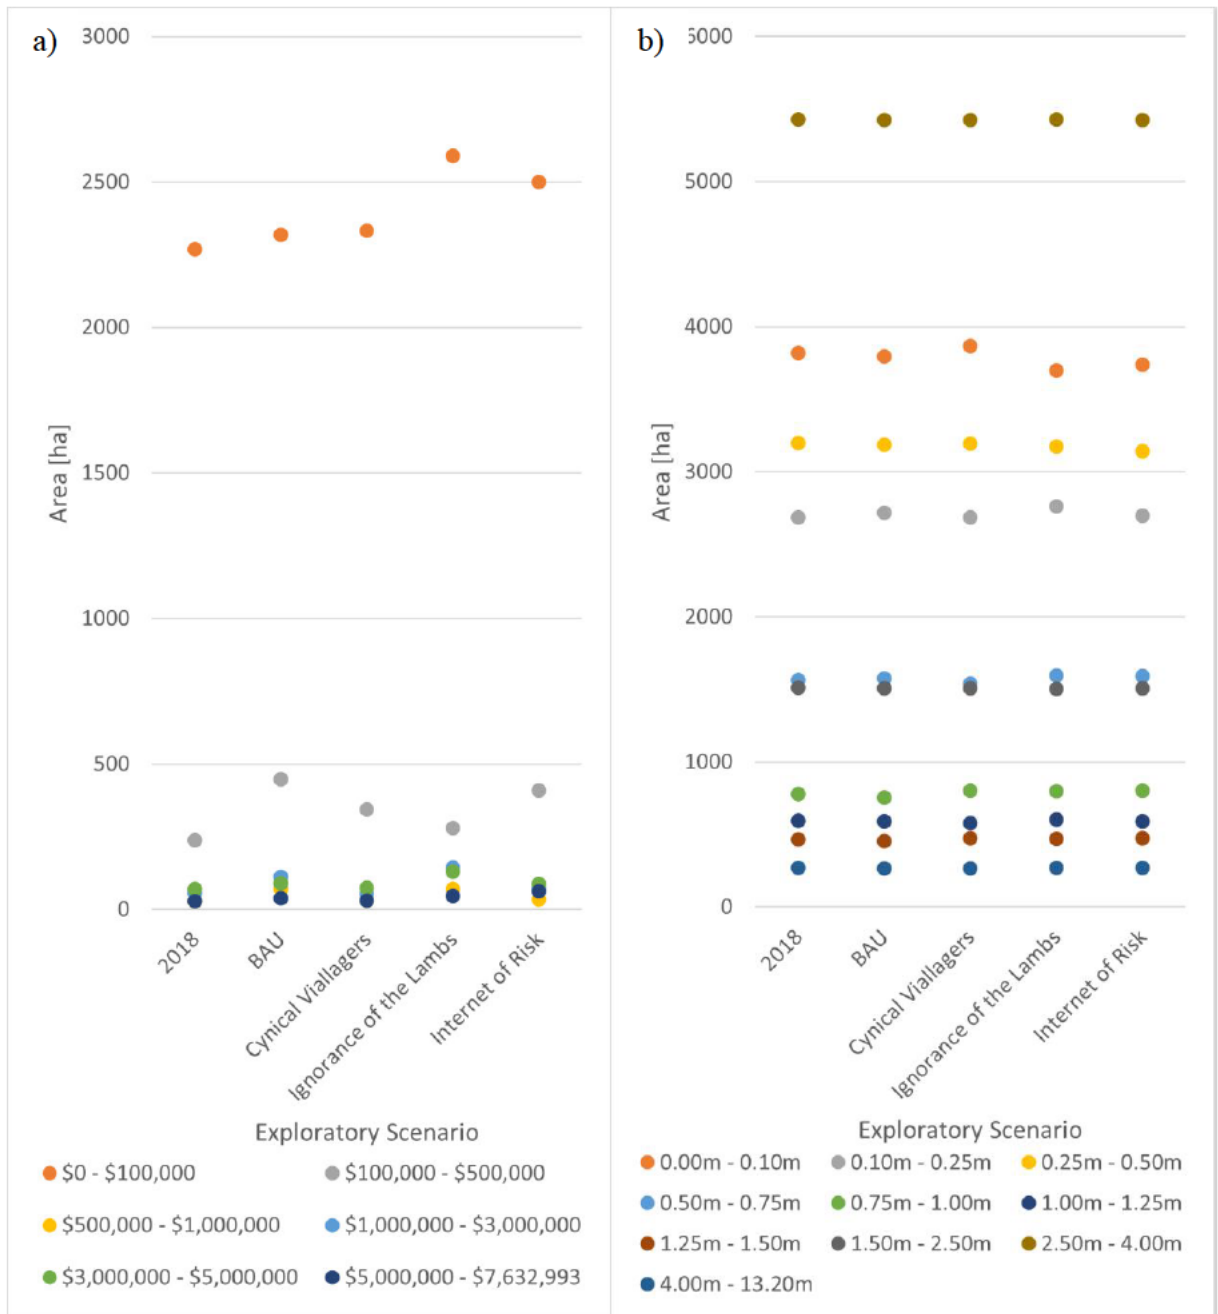 a)
3000
2500
2000
1500
1000
500
0
Area [ha]
2018
BAU
Cynical Viallagers
Ignorance of the Lambs
Internet of Risk
Exploratory Scenario
$0 - $100,000 $100,000 - $500,000
$500,000 - $1,000,000 $1,000,000 - $3,000,000
$3,000,000 - $5,000,000 $5,000,000 - $7,632,993
b)
6000
5000
4000
3000
2000
1000
0
Area [ha]
2018
BAU
Cynical Viallagers
Ignorance of the Lambs
Internet of Risk
Exploratory Scenario
0.00m - 0.10m 0.10m - 0.25m 0.25m - 0.50m
0.50m - 0.75m 0.75m - 1.00m 1.00m - 1.25m
1.25m - 1.50m 1.50m - 2.50m 2.50m - 4.00m
4.00m - 13.20m